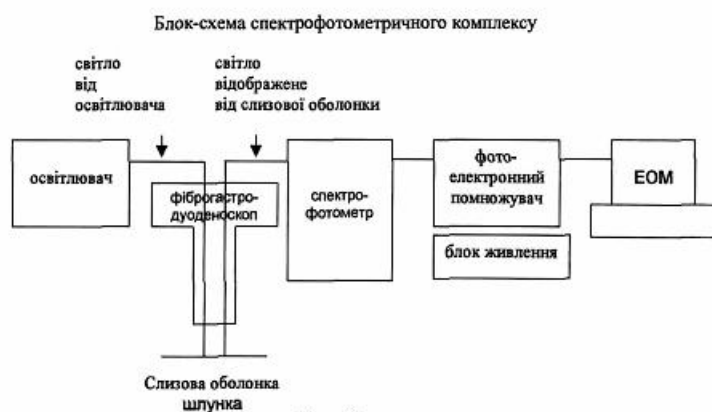 Блок-схема спектрофотометричного комплексу
світло
від
освітлювача
світло
відображене
від слизової оболонки
освітлювач
фіброгастро-
дуоденоскоп
спектро-
фотометр
фото-
електронний
помножувач
блок живлення
ЕОМ
Слизова оболонка
шлунка